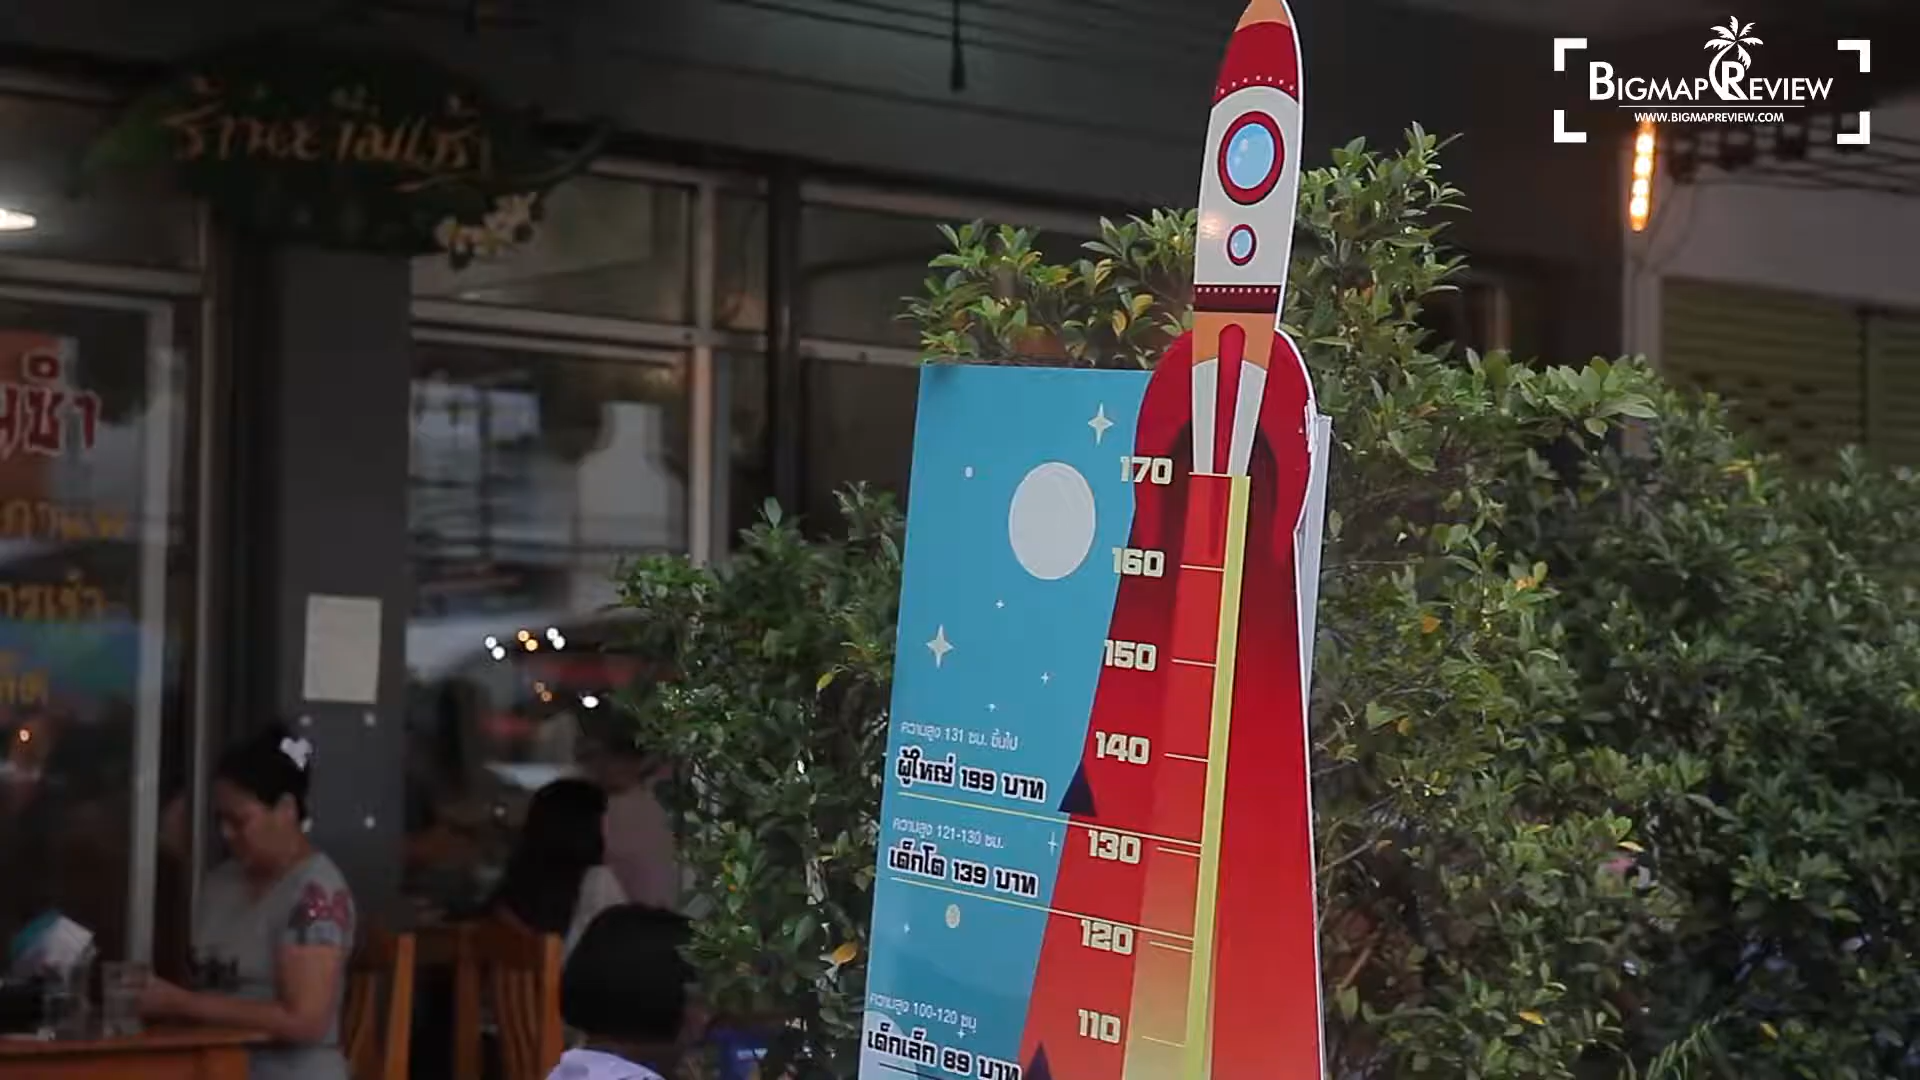 BIGMAP REVIEW
WWW.BIGMAPREVIEW.COM
170
160
150
140
130
120
110
ความสูง 131 ซม. ขึ้นไป
ผู้ใหญ่ 199 บาท
ความสูง 121-130 ซม.
เด็กโต 139 บาท
ความสูง 100-120 ซม.
เด็กเล็ก 89 บาท